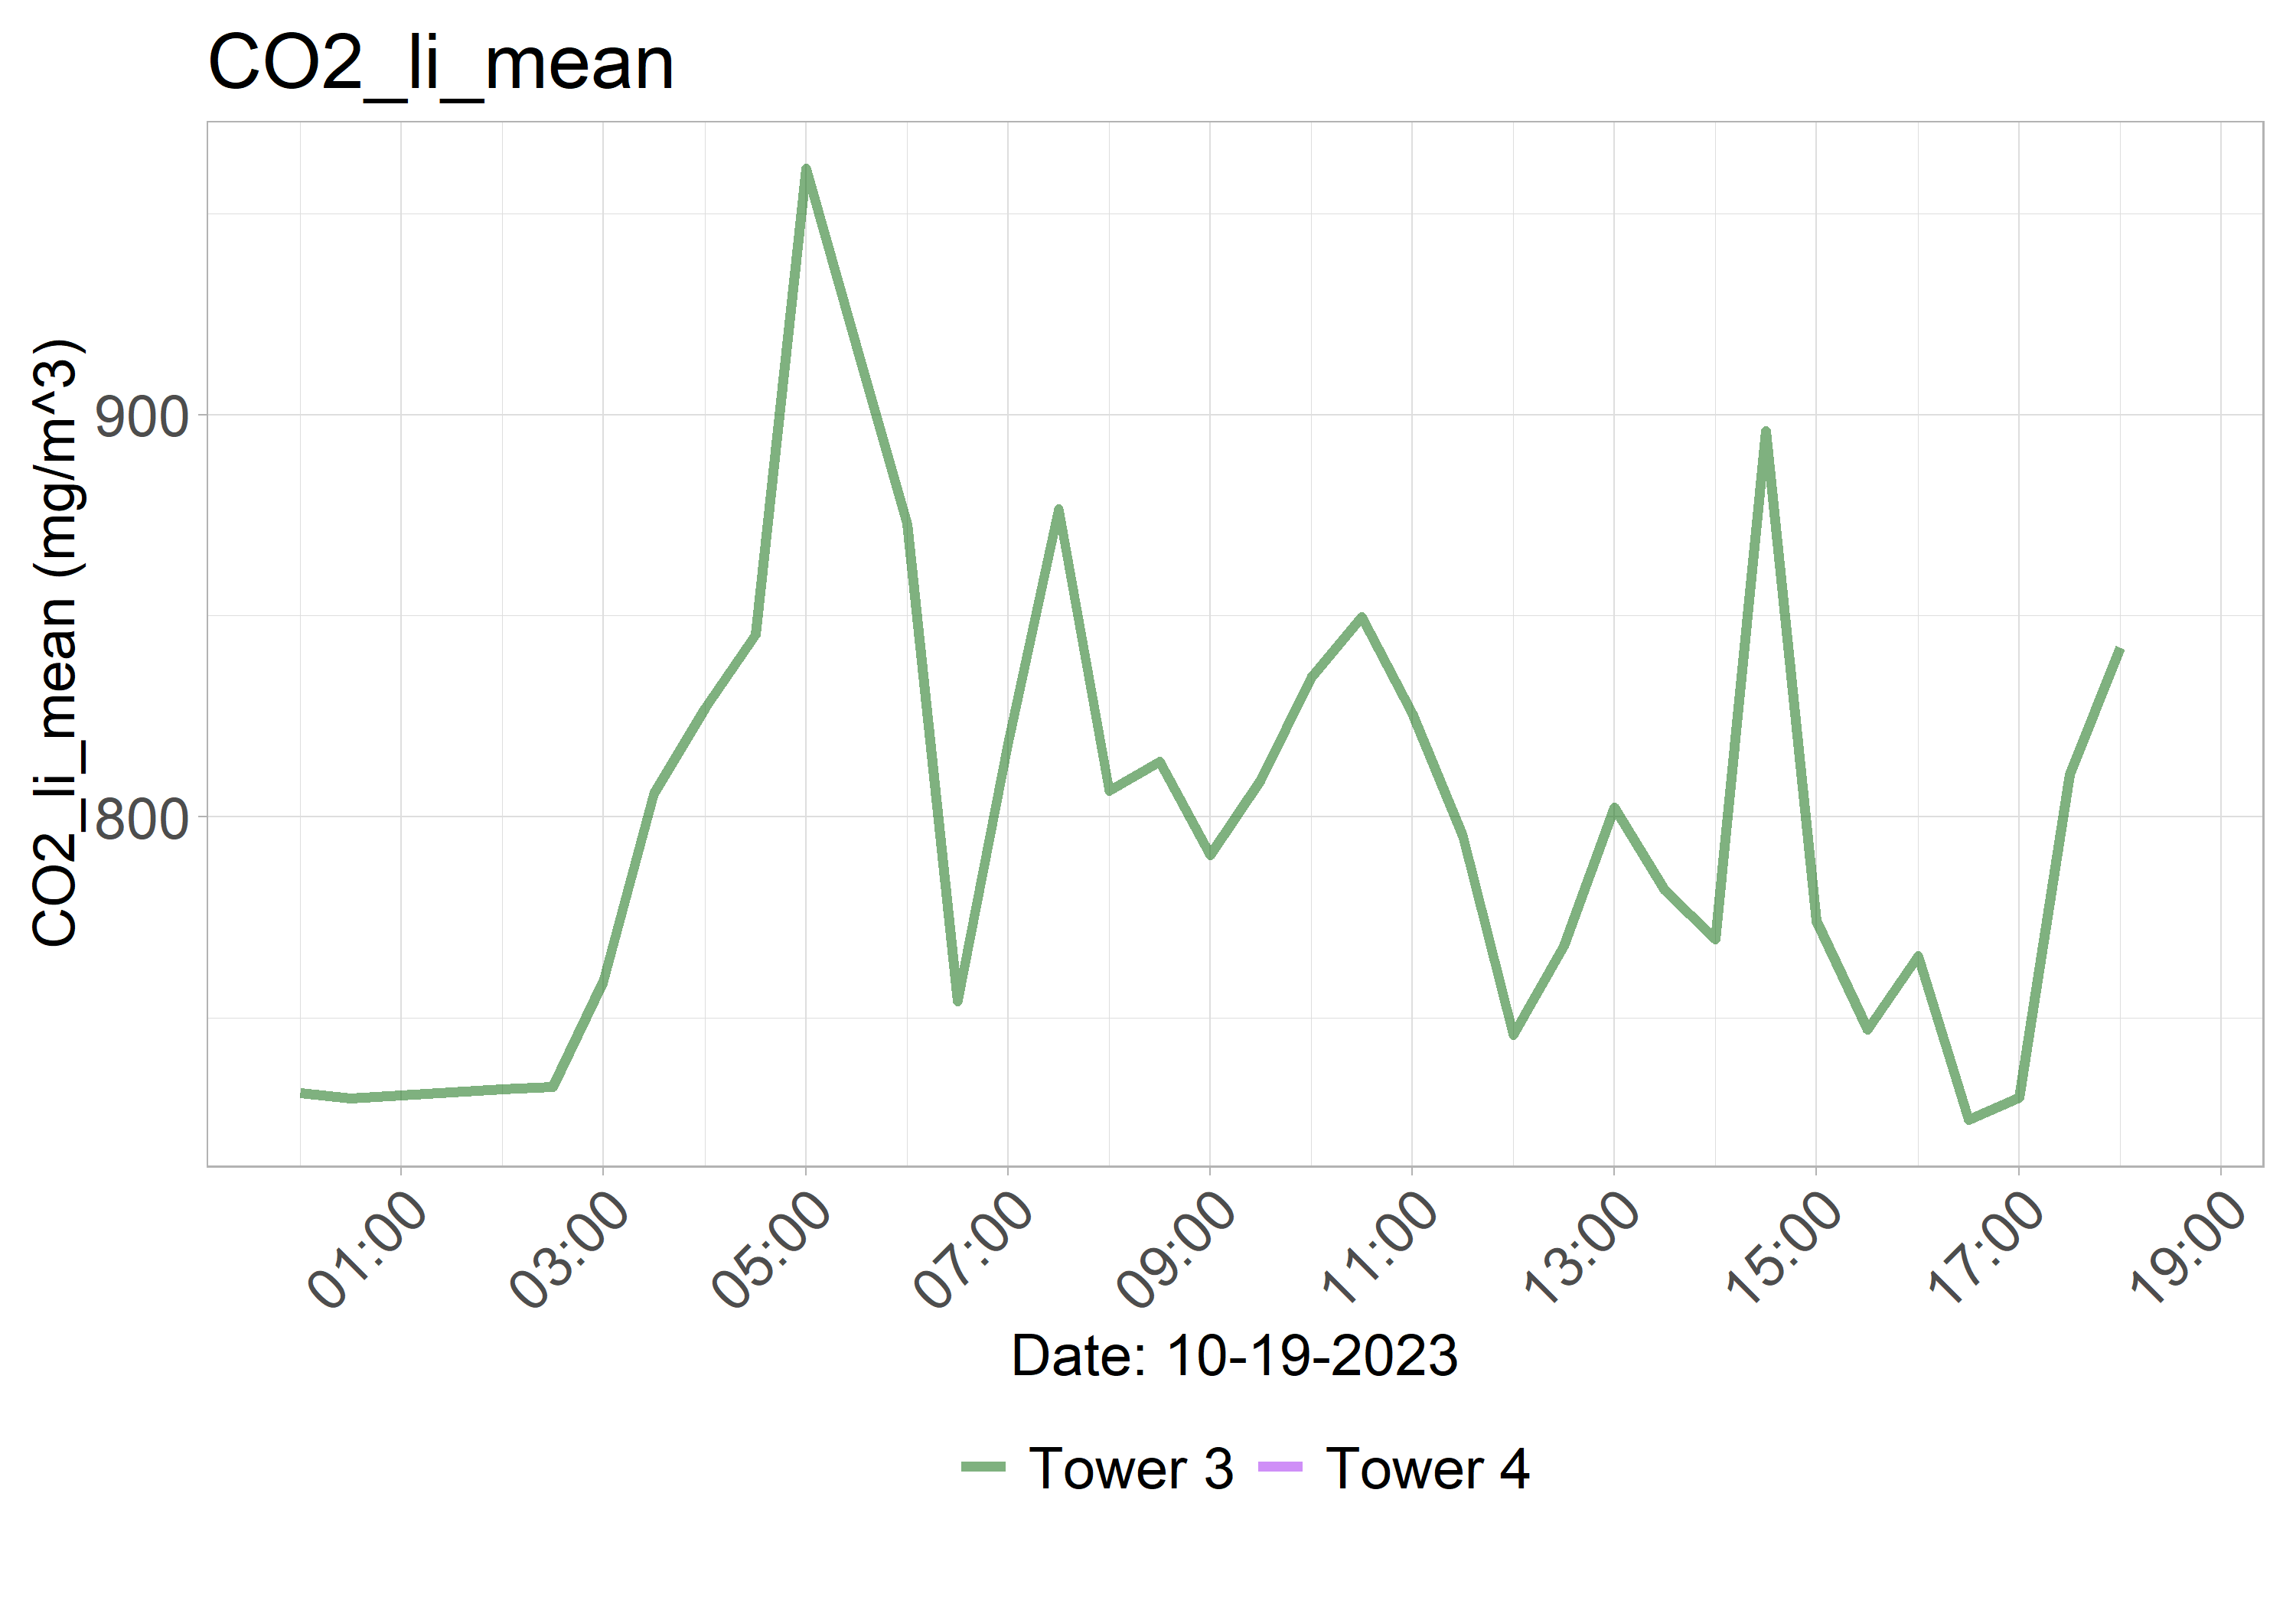 CO2_li_mean
CO2_li_mean (mg/m^3)
900
800
01:00 03:00 05:00 07:00 09:00 11:00 13:00 15:00 17:00 19:00
Date: 10-19-2023
Tower 3 Tower 4